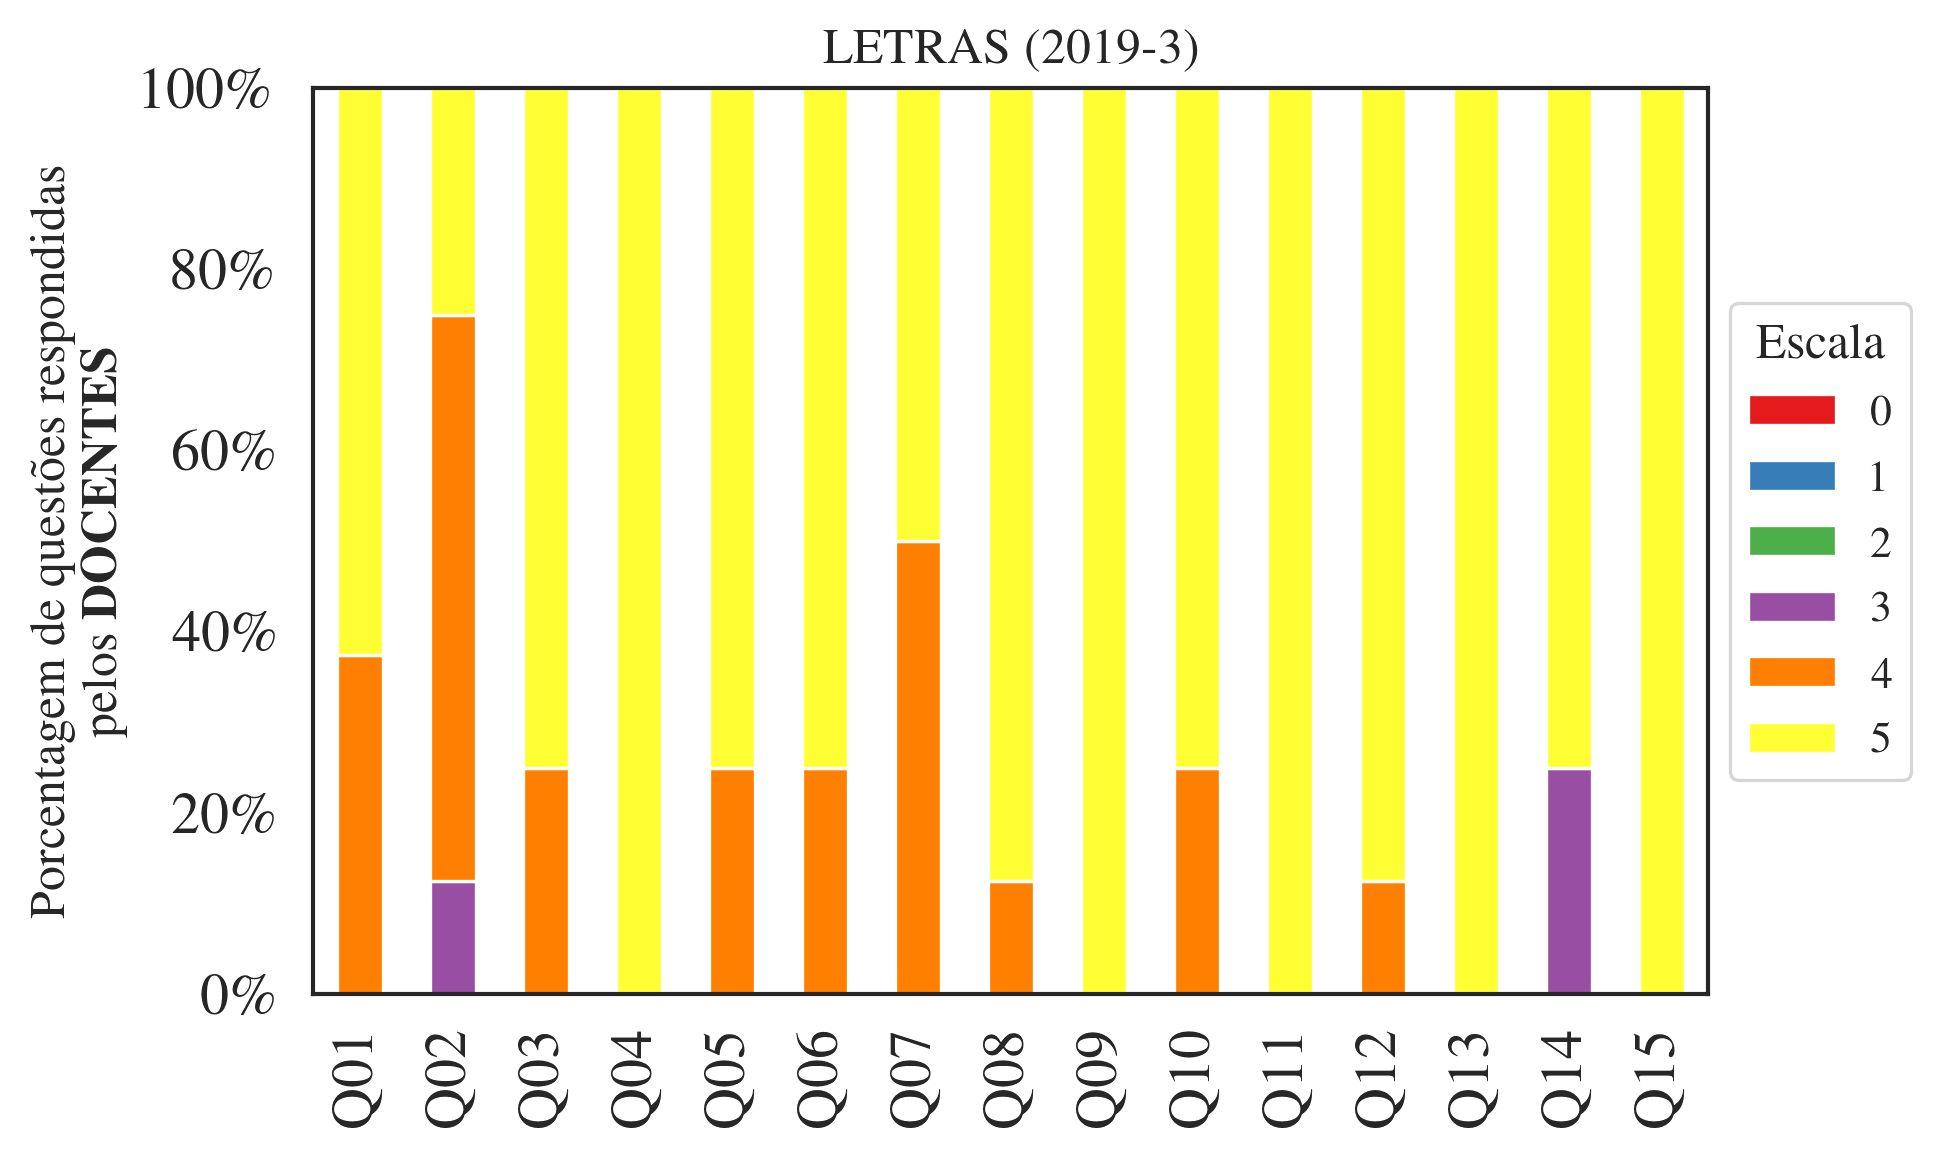 LETRAS (2019-3)
Porcentagem de questões respondidas
pelos DOCENTES
100%
80%
60%
40%
20%
0%
Q01
Q02
Q03
Q04
Q05
Q06
Q07
Q08
Q09
Q10
Q11
Q12
Q13
Q14
Q15
Escala
0
1
2
3
4
5